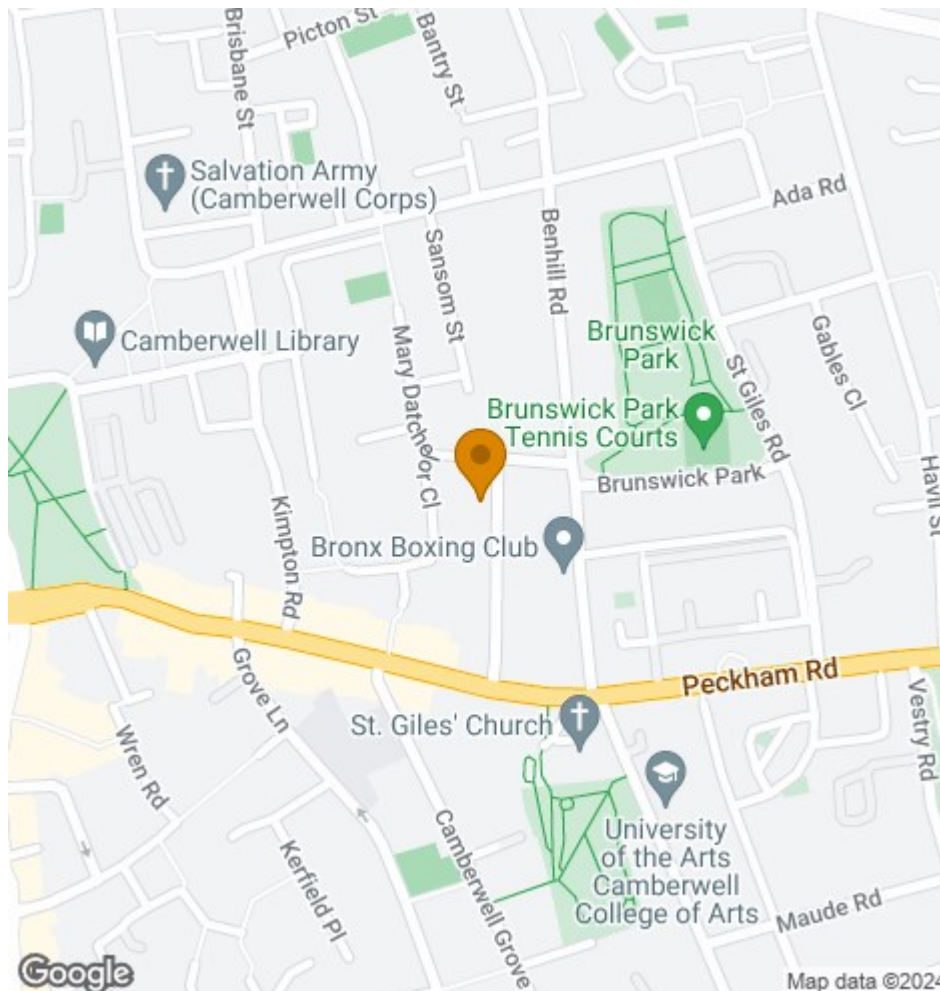 Picton St
Brisbane St
Bantry St
Salvation Army
(Camberwell Corps)
Ada Rd
Sansom St
Benhill Rd
Camberwell Library
Brunswick
Park
Gables Cl
Mary Datchelor Cl
St Giles Rd
Brunswick Park
Tennis Courts
Brunswick Park
Havil St
Kimpton Rd
Bronx Boxing Club
Peckham Rd
Grove Ln
St. Giles' Church
Vestry Rd
Wren Rd
University
of the Arts
Camberwell
College of Arts
Camberwell Grove
Kerfield Pl
Maude Rd
Google
Map data ©2024